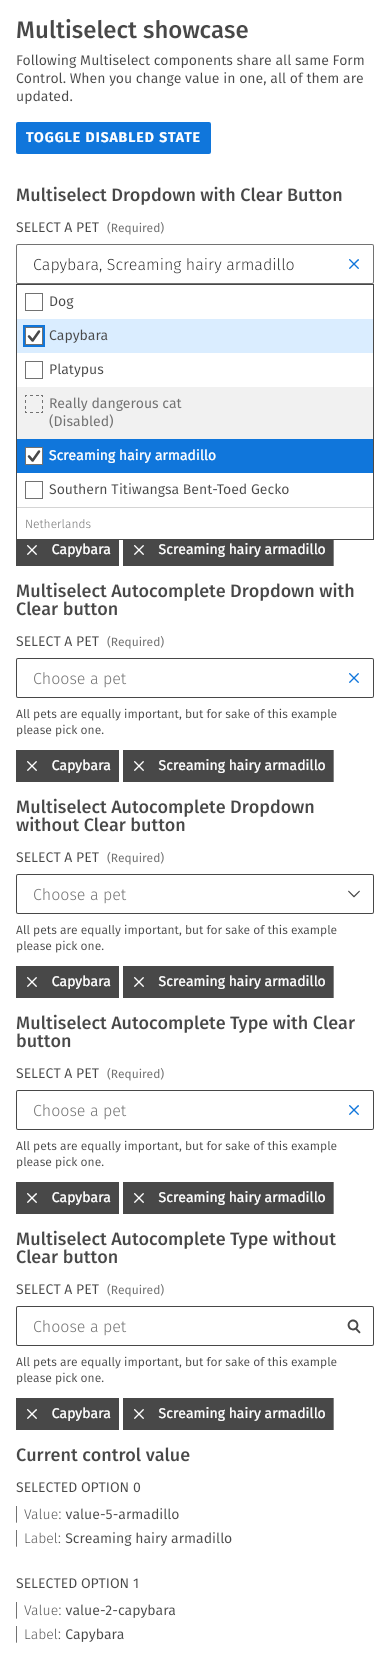 Multiselect showcase
Following Multiselect components share all same Form
Control. When you change value in one, all of them are
updated.
TOGGLE DISABLED STATE
Multiselect Dropdown with Clear Button
SELECT A PET (Required)
Capybara, Screaming hairy armadillo
Dog
Capybara
Platypus
Really dangerous cat
(Disabled)
Screaming hairy armadillo
Southern Titiwangsa Bent-Toed Gecko
Netherlands
Capybara Screaming hairy armadillo
Multiselect Autocomplete Dropdown with
Clear button
SELECT A PET (Required)
Choose a pet
All pets are equally important, but for sake of this example
please pick one.
Capybara Screaming hairy armadillo
Multiselect Autocomplete Dropdown
without Clear button
SELECT A PET (Required)
Choose a pet
All pets are equally important, but for sake of this example
please pick one.
Capybara Screaming hairy armadillo
Multiselect Autocomplete Type with Clear
button
SELECT A PET (Required)
Choose a pet
All pets are equally important, but for sake of this example
please pick one.
Capybara Screaming hairy armadillo
Multiselect Autocomplete Type without
Clear button
SELECT A PET (Required)
Choose a pet
All pets are equally important, but for sake of this example
please pick one.
Capybara Screaming hairy armadillo
Current control value
SELECTED OPTION 0
Value: value-5-armadillo
Label: Screaming hairy armadillo
SELECTED OPTION 1
Value: value-2-capybara
Label: Capybara